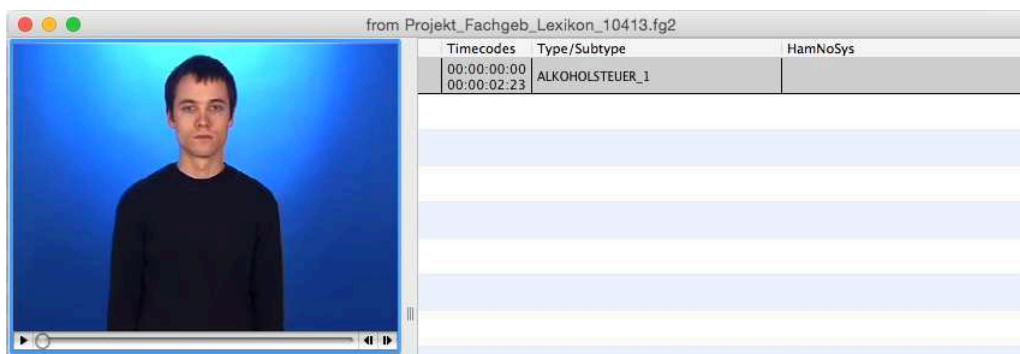 from Projekt_Fachgeb_Lexikon_10413.fg2
Timecodes Type/Subtype HamNoSys
00:00:00:00
00:00:02:23 ALKOHOLSTEUER_1